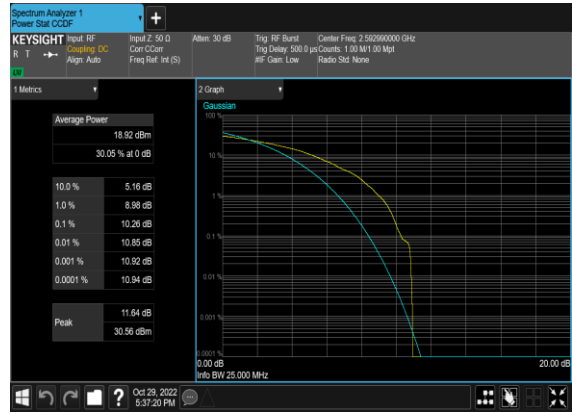 Spectrum Analyzer 1
Power Stat CCDF
+
KEYSIGHT Input: RF Input Z: 50 Ω Atten: 30 dB Trig: RF Burst Center Freq: 2.592990000 GHz
R T Coupling: DC Corr CCorr Trig Delay: 500.0 µs Counts: 1.00 M/1.00 Mpt
Align: Auto Freq Ref: Int (S) #IF Gain: Low Radio Std: None
LXI
1 Metrics
2 Graph
Gaussian
Average Power
18.92 dBm
30.05 % at 0 dB
10.0 % 5.16 dB
1.0 % 8.98 dB
0.1 % 10.26 dB
0.01 % 10.85 dB
0.001 % 10.92 dB
0.0001 % 10.94 dB
Peak
11.64 dB
30.56 dBm
100 %
10 %
1 %
0.1 %
0.01 %
0.001 %
0.0001 %
0.00 dB 20.00 dB
Info BW 25.000 MHz
?
Oct 29, 2022
5:37:20 PM